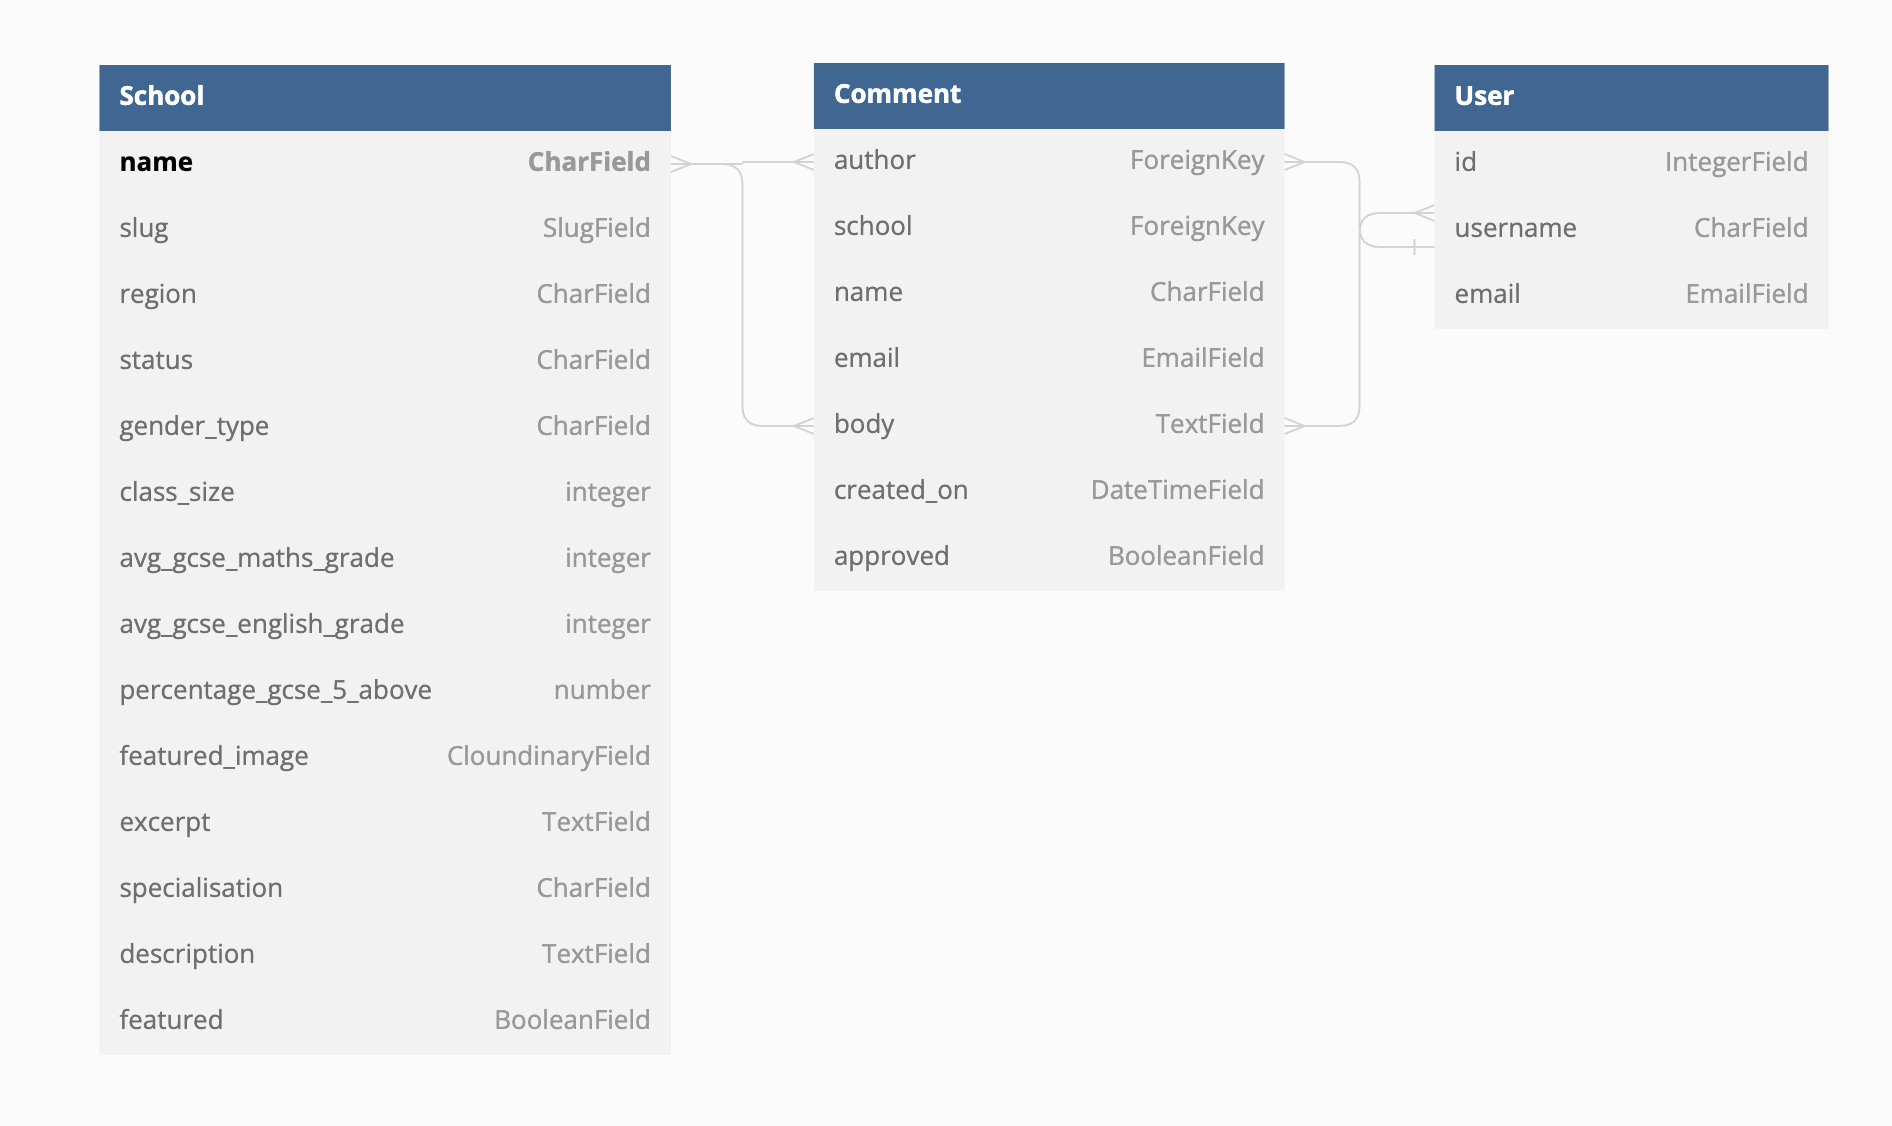 School
name CharField
slug SlugField
region CharField
status CharField
gender_type CharField
class_size integer
avg_gcse_maths_grade integer
avg_gcse_english_grade integer
percentage_gcse_5_above number
featured_image CloundinaryField
excerpt TextField
specialisation CharField
description TextField
featured BooleanField
Comment
author ForeignKey
school ForeignKey
name CharField
email EmailField
body TextField
created_on DateTimeField
approved BooleanField
User
id IntegerField
username CharField
email EmailField